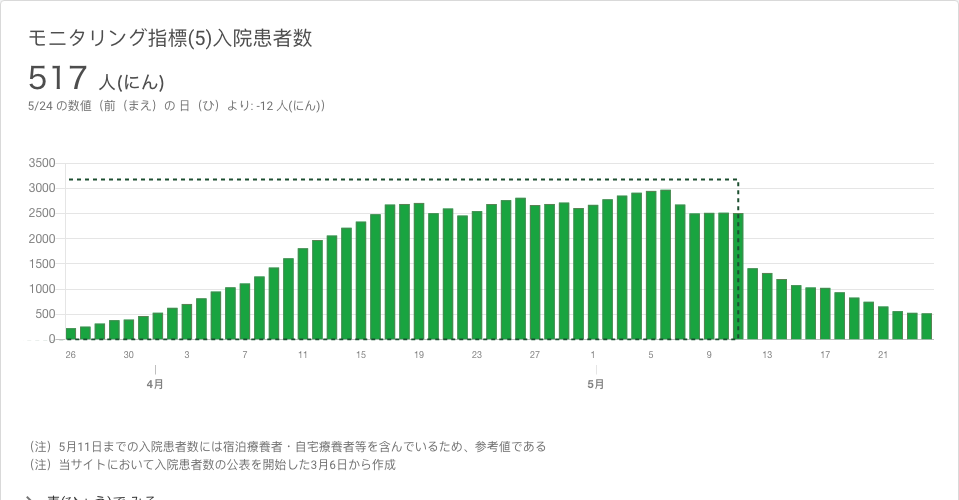 モニタリング指標(5)入院患者数
517 人(にん)
5/24 の数値（前（まえ）の 日（ひ）より: -12 人(にん)）
3500
3000
2500
2000
1500
1000
500
0
26 30 3 7 11 15 19 23 27 1 5 9 13 17 21
4月 5月
（注）5月11日までの入院患者数には宿泊療養者・自宅療養者等を含んでいるため、参考値である
（注）当サイトにおいて入院患者数の公表を開始した3月6日から作成